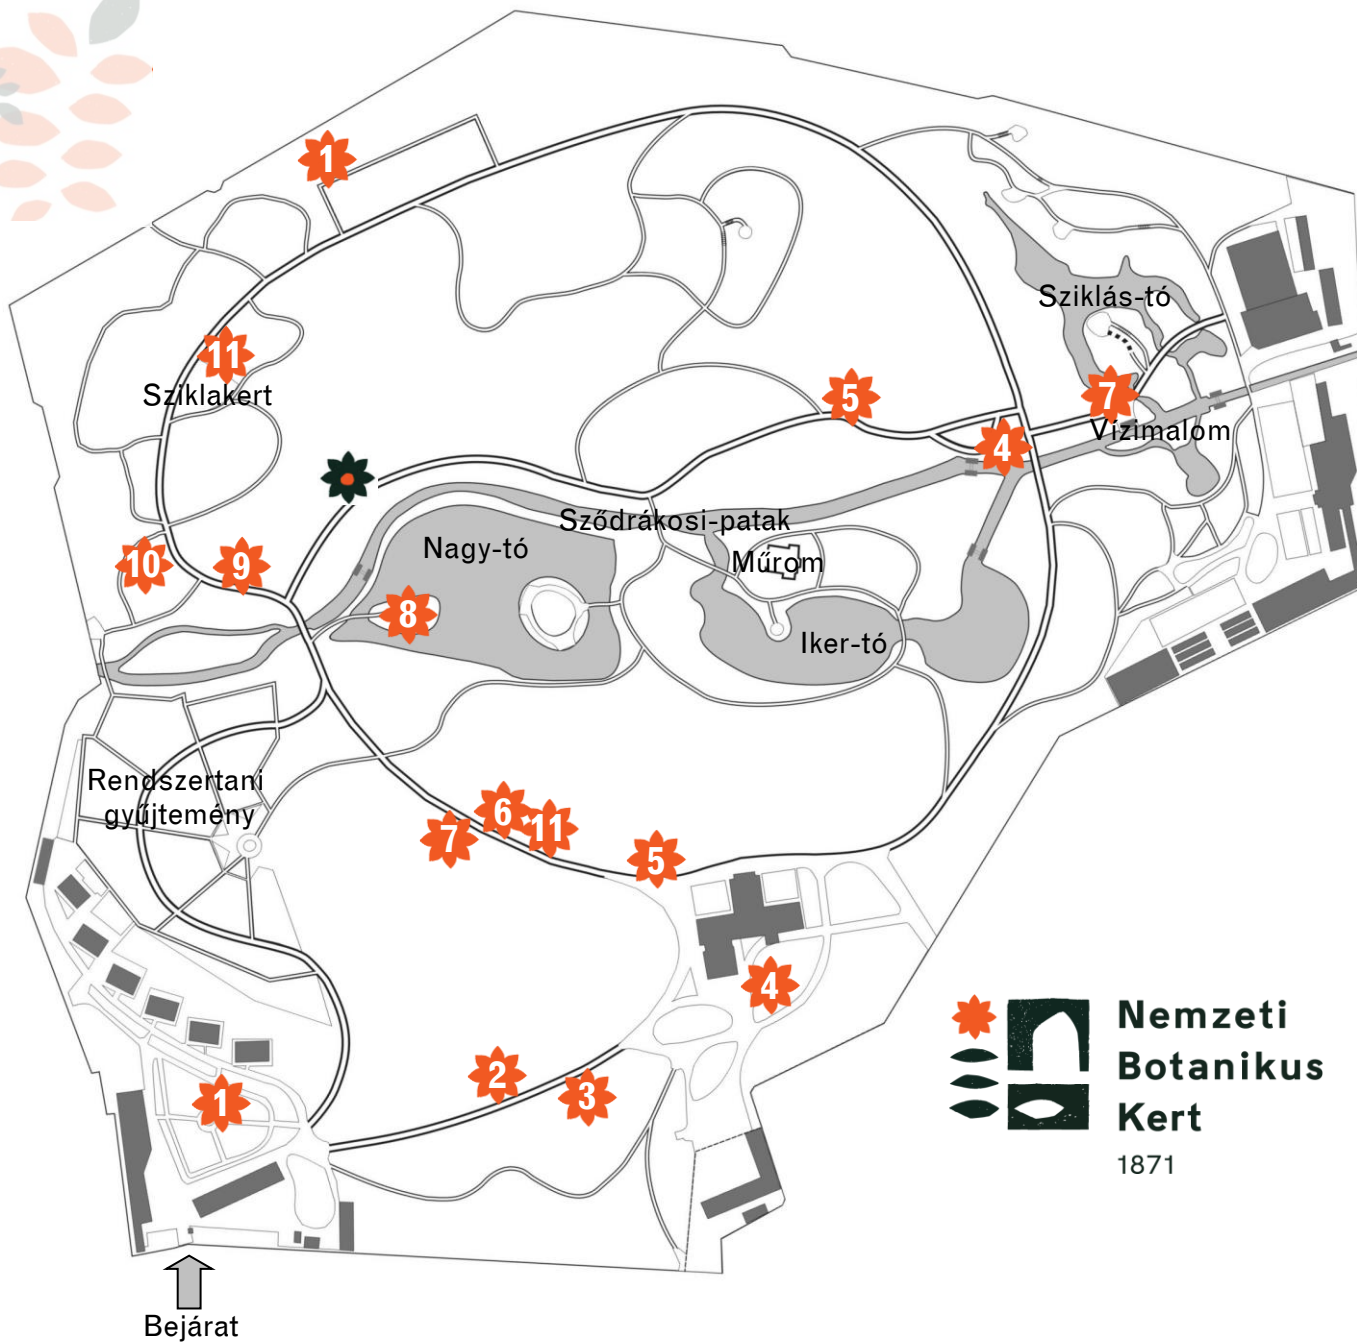 1
Sziklás-tó
11
Sziklakert
5
7
4
Vízimalom
Sződrákosi-patak
Nagy-tó
Műrom
10
9
8
Iker-tó
Rendszertani
gyűjtemény
6
7
11
5
4
2
3
1
Nemzeti
Botanikus
Kert
1871
Bejárat